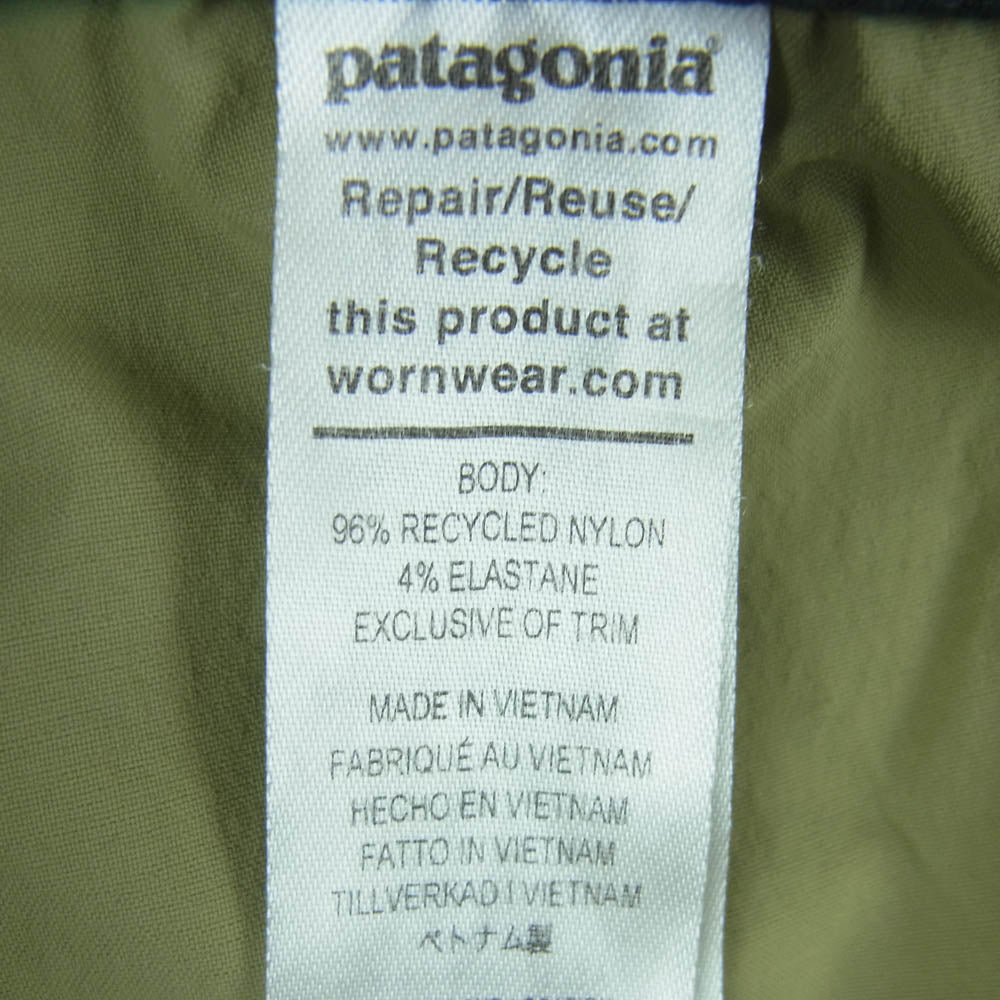 patagonia®
www.patagonia.com
Repair/Reuse/
Recycle
this product at
wornwear.com
BODY:
96% RECYCLED NYLON
4% ELASTANE
EXCLUSIVE OF TRIM
MADE IN VIETNAM
FABRIQUÉ AU VIETNAM
HECHO EN VIETNAM
FATTO IN VIETNAM
TILLVERKAD I VIETNAM
ベトナム製